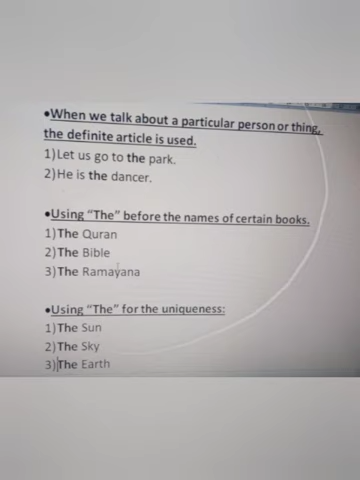 •When we talk about a particular person or thing,
the definite article is used.
1)Let us go to the park.
2)He is the dancer.
•Using “The” before the names of certain books.
1)The Quran
2)The Bible
3)The Ramayana
•Using “The” for the uniqueness:
1)The Sun
2)The Sky
3)The Earth